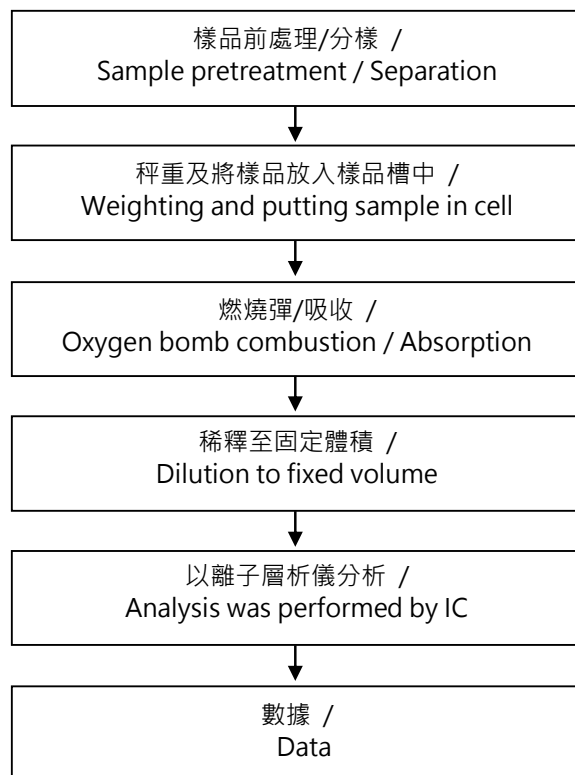 樣品前處理/分樣 /
Sample pretreatment / Separation
秤重及將樣品放入樣品槽中 /
Weighting and putting sample in cell
燃燒彈/吸收 /
Oxygen bomb combustion / Absorption
稀釋至固定體積 /
Dilution to fixed volume
以離子層析儀分析 /
Analysis was performed by IC
數據 /
Data